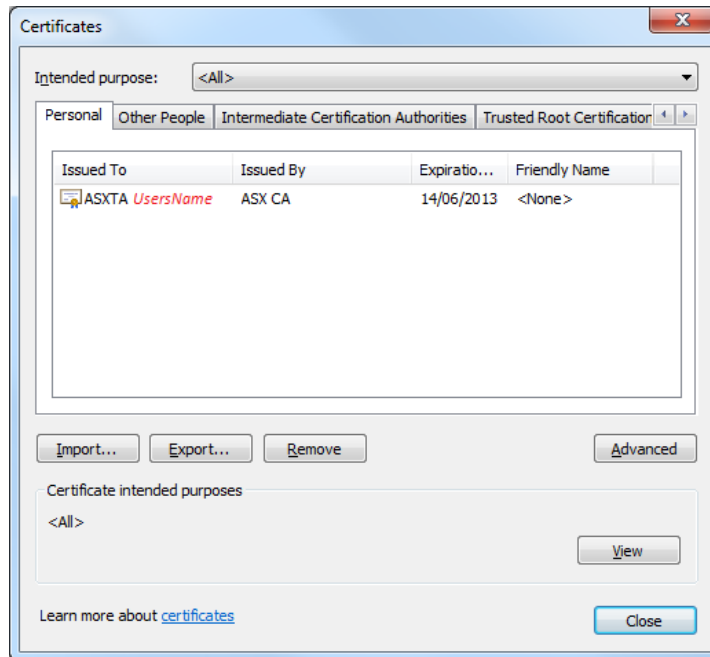 Certificates
Intended purpose: <All>
Personal Other People Intermediate Certification Authorities Trusted Root Certification
Issued To Issued By Expiratio... Friendly Name
ASXTA UsersName ASX CA 14/06/2013 <None>
Import... Export... Remove Advanced
Certificate intended purposes
<All>
View
Learn more about certificates
Close